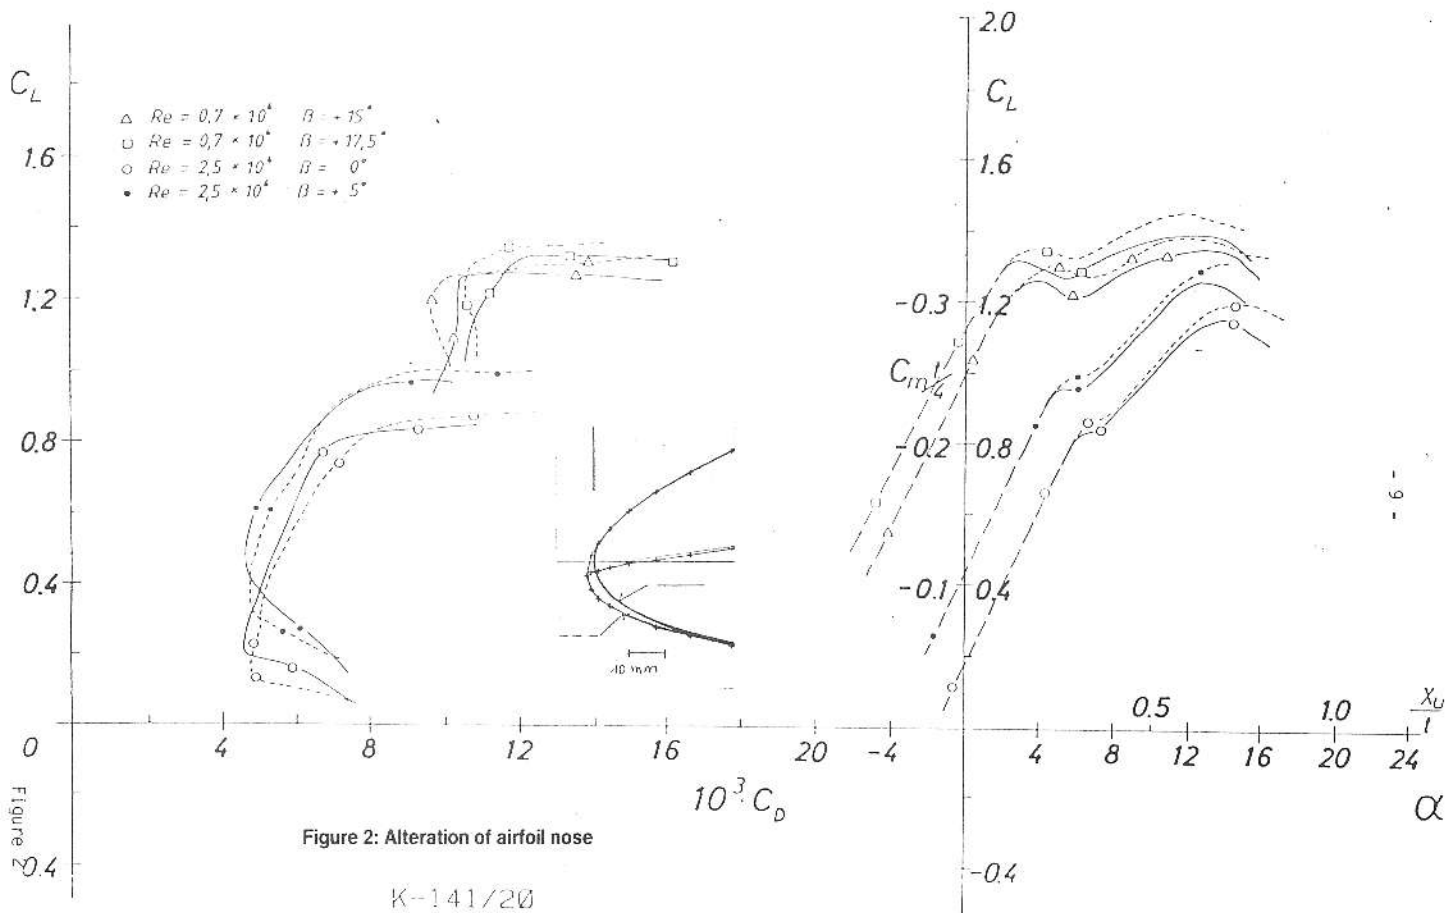 2.0
C_L
C_L
△ Re = 0,7 × 10⁶ β = + 15°
□ Re = 0,7 × 10⁶ β = + 17,5°
○ Re = 2,5 × 10⁶ β = 0°
• Re = 2,5 × 10⁶ β = + 5°
1.6
1.6
1.2
-0.3
1.2
C_m
0.8
-0.2
0.8
- 9 -
0.4
-0.1
0.4
10 mm
0.5
1.0
0
4
8
12
16
20
-4
4
8
12
16
20
24
10³ C_D
α
Figure 2: Alteration of airfoil nose
Figure 2
0.4
-0.4
K-141/20